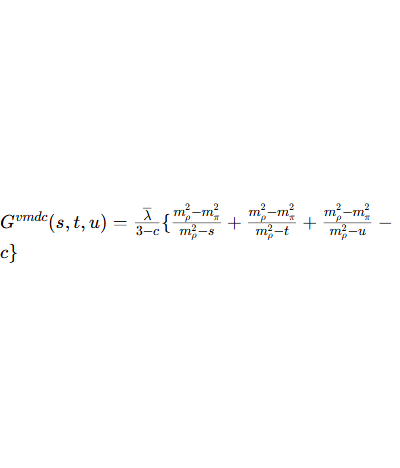 $G^{vmdc}(s,t,u) = \frac{\overline{\lambda}}{3-c}\{\frac{m_\rho^2-m_\pi^2}{m_\rho^2-s} + \frac{m_\rho^2-m_\pi^2}{m_\rho^2-t} + \frac{m_\rho^2-m_\pi^2}{m_\rho^2-u} -$
$c\}$